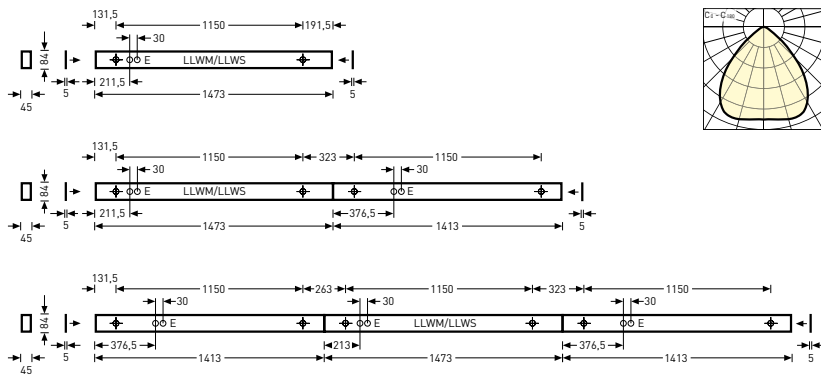 131,5 1150 191,5
30
84 E LLWM/LLWS
211,5
5 5
45 1473
C0 - C180
131,5
1150 323 1150
30 30
84 E LLWM/LLWS E
211,5 376,5
5 5
45 1473 1413
131,5
1150 263 1150 323 1150
30 30 30
84 E E LLWM/LLWS E
376,5 213 376,5
5 5
45 1413 1473 1413